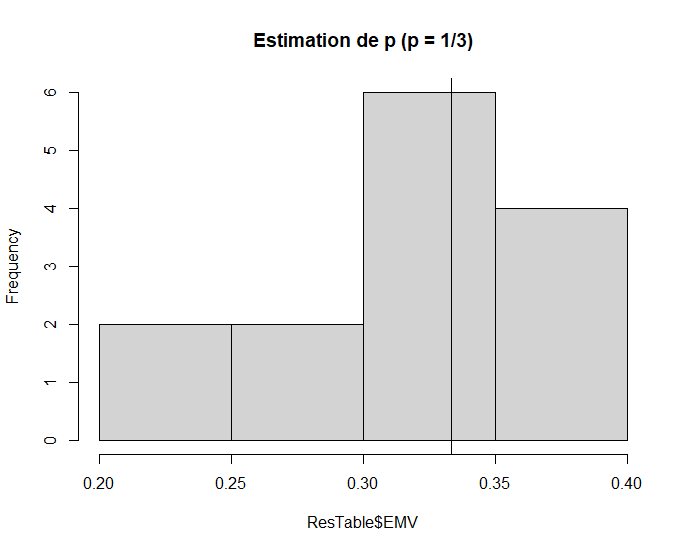 Estimation de p (p = 1/3)
Frequency
6
5
4
3
2
1
0
0.20 0.25 0.30 0.35 0.40
ResTable$EMV